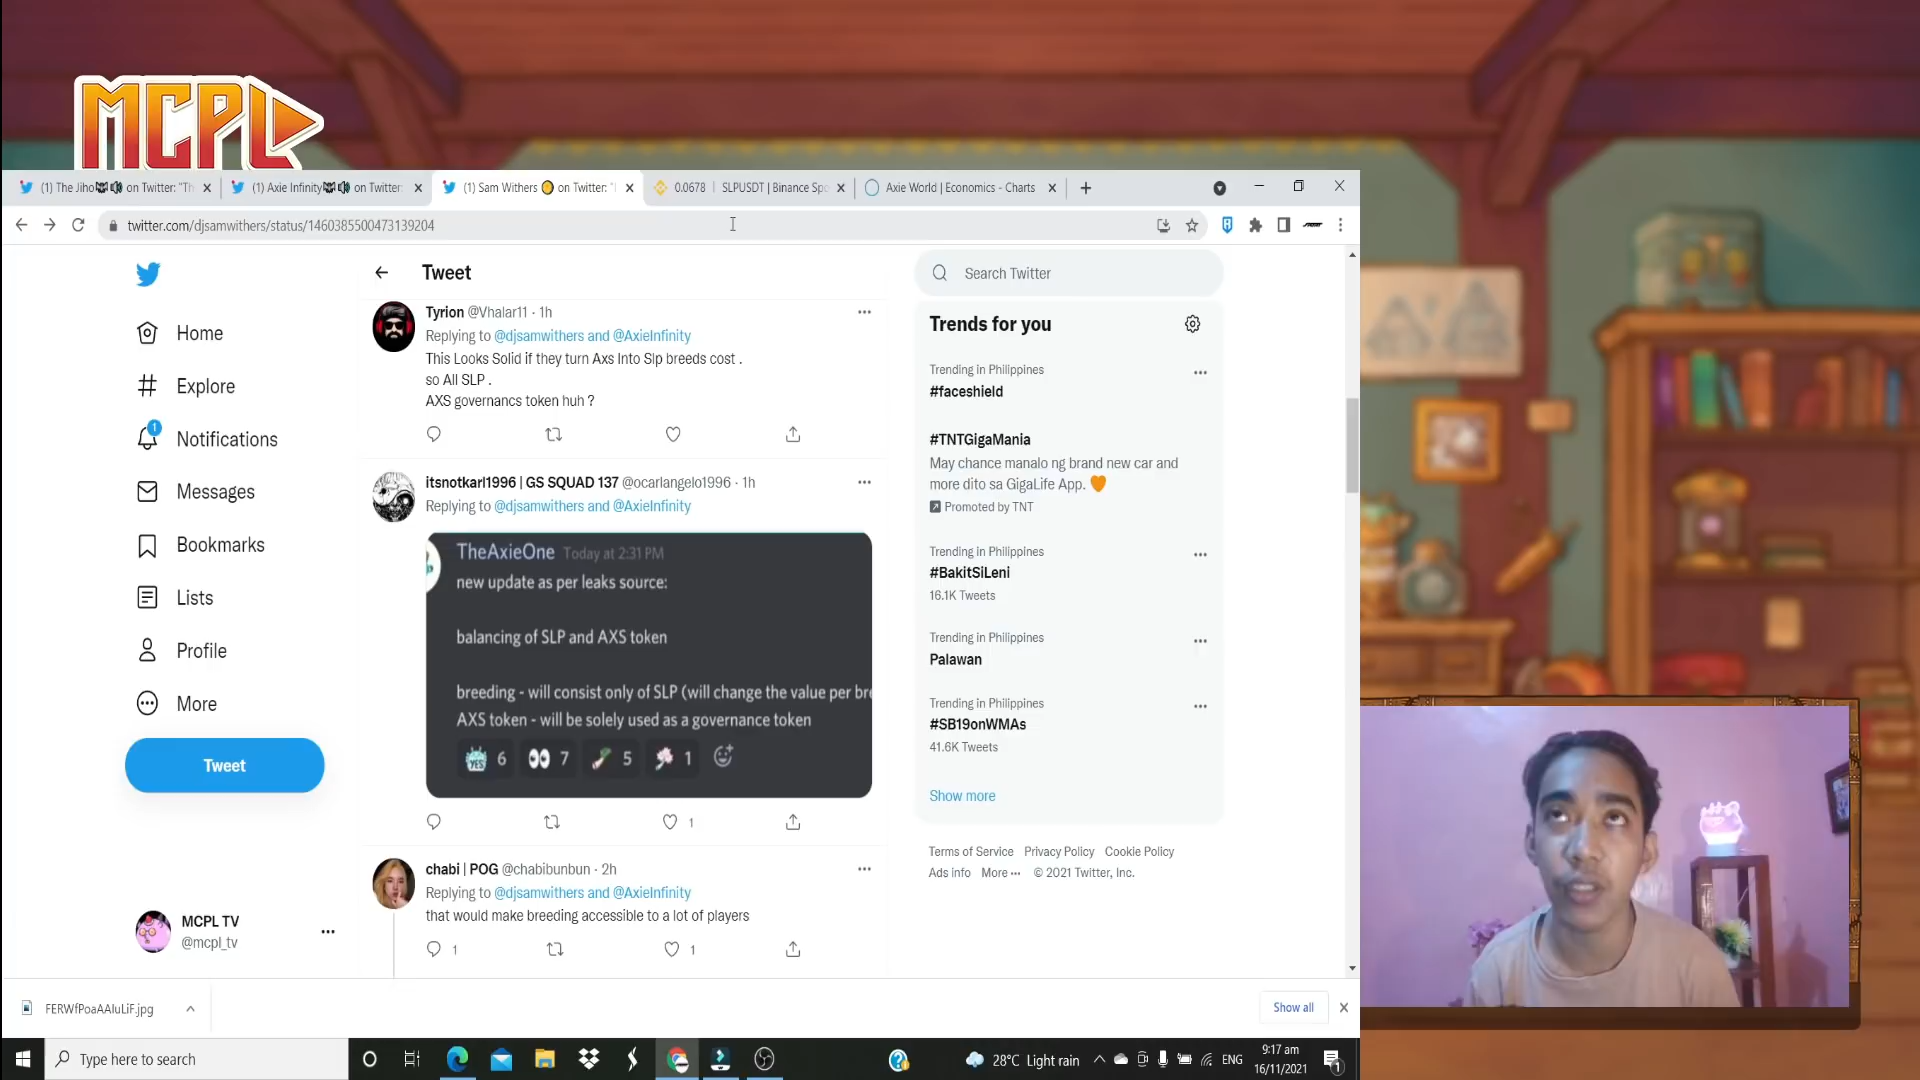 MCPL
(1) The Jiho on Twitter: "Th
(1) Axie Infinity on Twitter:
(1) Sam Withers on Twitter: "
0.0678 | SLPUSDT | Binance Spo
Axie World | Economics - Charts
twitter.com/djsamwithers/status/1460385500473139204
Tweet
Search Twitter
Home
Explore
1
Notifications
Messages
Bookmarks
Lists
Profile
More
Tweet
MCPL TV
@mcpl_tv
Tyrion @Vhalar11 · 1h
Replying to @djsamwithers and @AxieInfinity
This Looks Solid if they turn Axs Into Slp breeds cost .
so All SLP .
AXS governancs token huh ?
itsnotkarl1996 | GS SQUAD 137 @ocarlangelo1996 · 1h
Replying to @djsamwithers and @AxieInfinity
TheAxieOne Today at 2:31 PM
new update as per leaks source:
balancing of SLP and AXS token
breeding - will consist only of SLP (will change the value per bre
AXS token - will be solely used as a governance token
YES 6 7 5 1
1
chabi | POG @chabibunbun · 2h
Replying to @djsamwithers and @AxieInfinity
that would make breeding accessible to a lot of players
1 1
Trends for you
Trending in Philippines
#faceshield
#TNTGigaMania
May chance manalo ng brand new car and
more dito sa GigaLife App.
Promoted by TNT
Trending in Philippines
#BakitSiLeni
16.1K Tweets
Trending in Philippines
Palawan
Trending in Philippines
#SB19onWMAs
41.6K Tweets
Show more
Terms of Service Privacy Policy Cookie Policy
Ads info More ··· © 2021 Twitter, Inc.
FERWfPoaAAIuLiF.jpg
Show all
Type here to search
28°C Light rain
ENG
9:17 am
16/11/2021
1